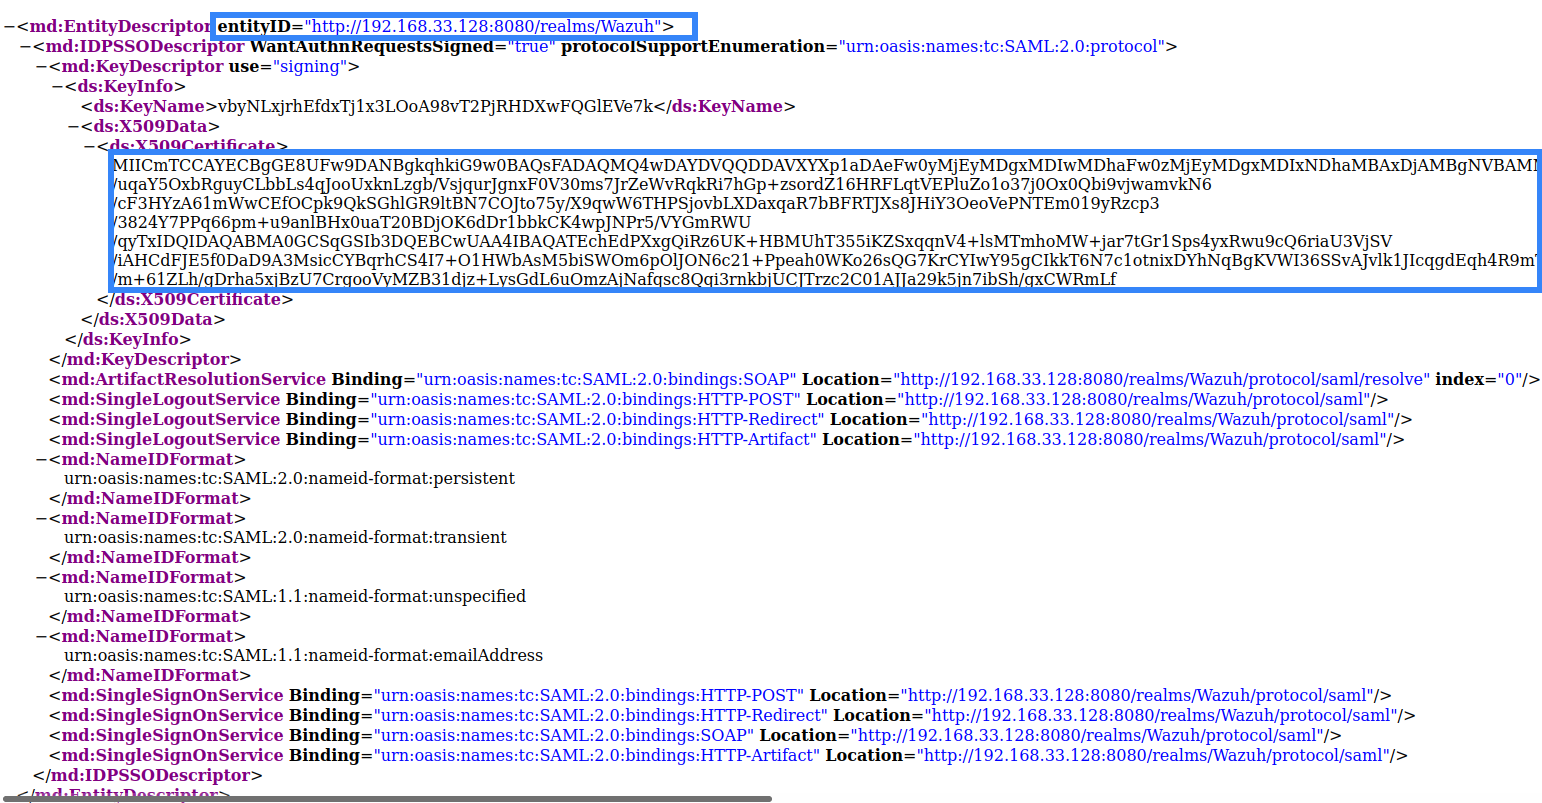 −<md:EntityDescriptor entityID="http://192.168.33.128:8080/realms/Wazuh">
−<md:IDPSSODescriptor WantAuthnRequestsSigned="true" protocolSupportEnumeration="urn:oasis:names:tc:SAML:2.0:protocol">
−<md:KeyDescriptor use="signing">
−<ds:KeyInfo>
<ds:KeyName>vbyNLxjrhEfdxTj1x3LOoA98vT2PjRHDXwFQGlEVe7k</ds:KeyName>
−<ds:X509Data>
−<ds:X509Certificate>
MIICmTCCAYECBgGE8UFw9DANBgkqhkiG9w0BAQsFADAQMQ4wDAYDVQQDDAVXYXp1aDAeFw0yMjEyMDgxMDIwMDhaFw0zMjEyMDgxMDIxNDhaMBAxDjAMBgNVBAMM
/uqaY5OxbRguyCLbbLs4qJooUxknLzgb/VsjqurJgnxF0V30ms7JrZeWvRqkRi7hGp+zsordZ16HRFLqtVEPluZo1o37j0Ox0Qbi9vjwamvkN6
/cF3HYzA61mWwCEfOCpk9QkSGhlGR9ltBN7COJto75y/X9qwW6THPSjovbLXDaxqaR7bBFRTJXs8JHiY3OeoVePNTEm019yRzcp3
/3824Y7PPq66pm+u9anlBHx0uaT20BDjOK6dDr1bbkCK4wpJNPr5/VYGmRWU
/qyTxIDQIDAQABMA0GCSqGSIb3DQEBCwUAA4IBAQATEchEdPXxgQiRz6UK+HBMUhT355iKZSxqqnV4+lsMTmhoMW+jar7tGr1Sps4yxRwu9cQ6riaU3VjSV
/iAHCdFJE5f0DaD9A3MsicCYBqrhCS4I7+O1HWbAsM5biSWOm6pOlJON6c21+Ppeah0WKo26sQG7KrCYIwY95gCIkkT6N7c1otnixDYhNqBgKVWI36SSvAJvlk1JIcqgdEqh4R9m
/m+61ZLh/gDrha5xjBzU7CrgooVyMZB31djz+LysGdL6uOmzAjNafqsc8Qqi3rnkbjUCJTrzc2C01AJJa29k5jn7ibSh/gxCWRmLf
</ds:X509Certificate>
</ds:X509Data>
</ds:KeyInfo>
</md:KeyDescriptor>
<md:ArtifactResolutionService Binding="urn:oasis:names:tc:SAML:2.0:bindings:SOAP" Location="http://192.168.33.128:8080/realms/Wazuh/protocol/saml/resolve" index="0"/>
<md:SingleLogoutService Binding="urn:oasis:names:tc:SAML:2.0:bindings:HTTP-POST" Location="http://192.168.33.128:8080/realms/Wazuh/protocol/saml"/>
<md:SingleLogoutService Binding="urn:oasis:names:tc:SAML:2.0:bindings:HTTP-Redirect" Location="http://192.168.33.128:8080/realms/Wazuh/protocol/saml"/>
<md:SingleLogoutService Binding="urn:oasis:names:tc:SAML:2.0:bindings:HTTP-Artifact" Location="http://192.168.33.128:8080/realms/Wazuh/protocol/saml"/>
−<md:NameIDFormat>
urn:oasis:names:tc:SAML:2.0:nameid-format:persistent
</md:NameIDFormat>
−<md:NameIDFormat>
urn:oasis:names:tc:SAML:2.0:nameid-format:transient
</md:NameIDFormat>
−<md:NameIDFormat>
urn:oasis:names:tc:SAML:1.1:nameid-format:unspecified
</md:NameIDFormat>
−<md:NameIDFormat>
urn:oasis:names:tc:SAML:1.1:nameid-format:emailAddress
</md:NameIDFormat>
<md:SingleSignOnService Binding="urn:oasis:names:tc:SAML:2.0:bindings:HTTP-POST" Location="http://192.168.33.128:8080/realms/Wazuh/protocol/saml"/>
<md:SingleSignOnService Binding="urn:oasis:names:tc:SAML:2.0:bindings:HTTP-Redirect" Location="http://192.168.33.128:8080/realms/Wazuh/protocol/saml"/>
<md:SingleSignOnService Binding="urn:oasis:names:tc:SAML:2.0:bindings:SOAP" Location="http://192.168.33.128:8080/realms/Wazuh/protocol/saml"/>
<md:SingleSignOnService Binding="urn:oasis:names:tc:SAML:2.0:bindings:HTTP-Artifact" Location="http://192.168.33.128:8080/realms/Wazuh/protocol/saml"/>
</md:IDPSSODescriptor>
</md:EntityDescriptor>